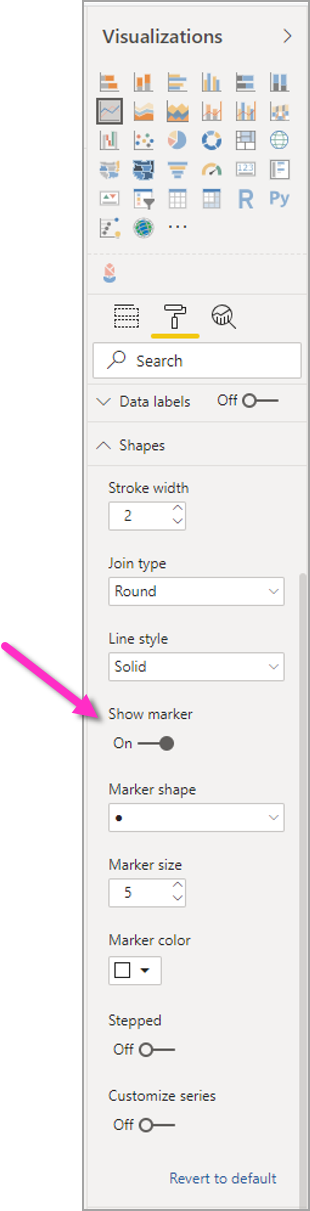 Visualizations
123
R Py
...
Search
Data labels Off
Shapes
Stroke width
2
Join type
Round
Line style
Solid
Show marker
On
Marker shape
●
Marker size
5
Marker color
Stepped
Off
Customize series
Off
Revert to default